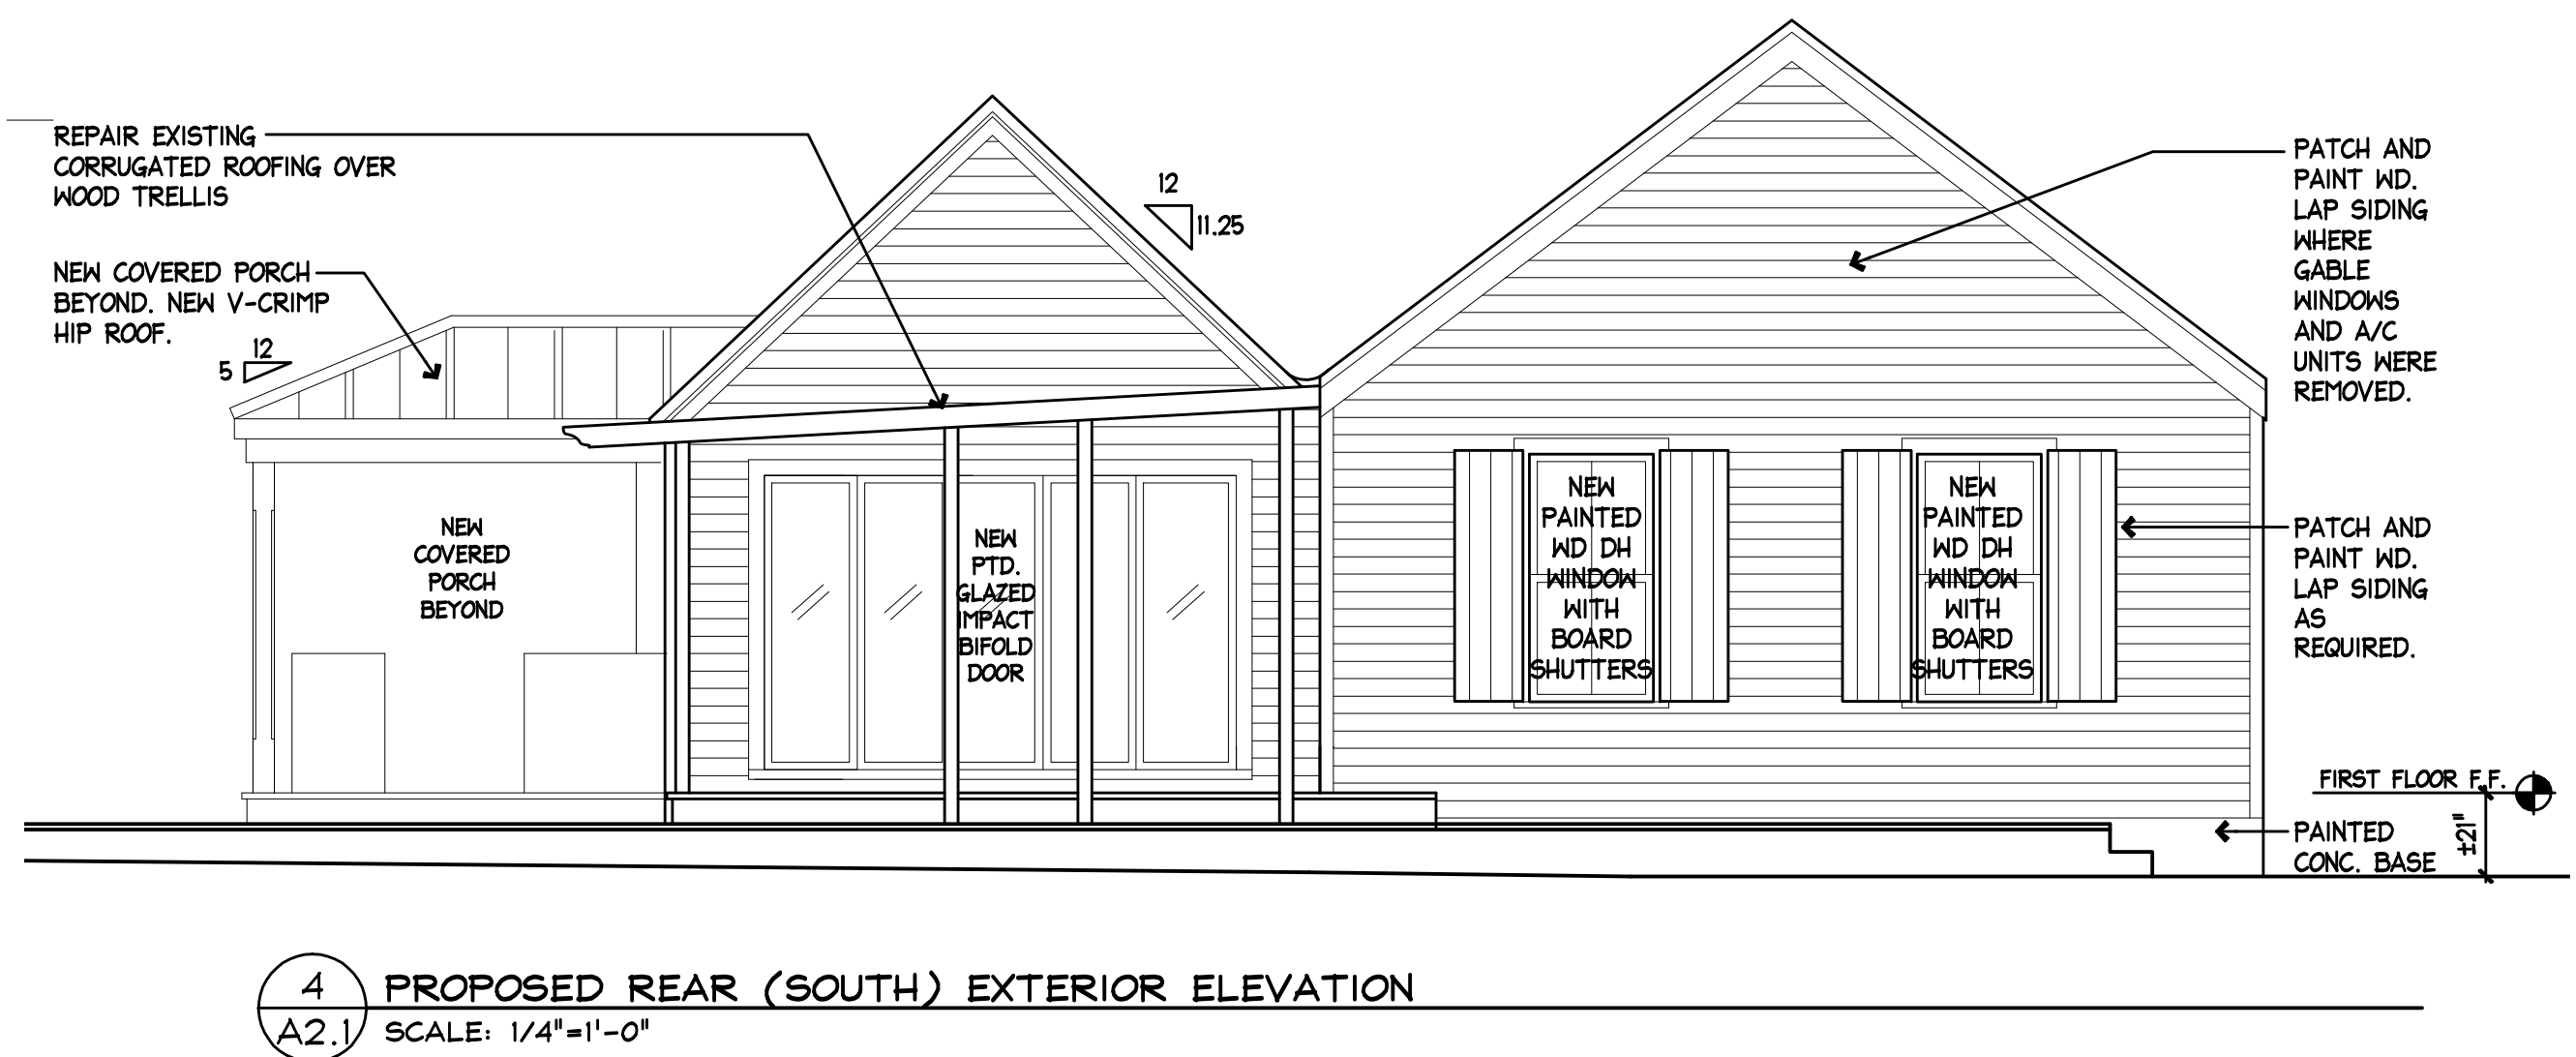 REPAIR EXISTING
CORRUGATED ROOFING OVER
WOOD TRELLIS
NEW COVERED PORCH
BEYOND. NEW V-CRIMP
HIP ROOF.
12
5
12
11.25
PATCH AND
PAINT WD.
LAP SIDING
WHERE
GABLE
WINDOWS
AND A/C
UNITS WERE
REMOVED.
NEW
COVERED
PORCH
BEYOND
NEW
PTD.
GLAZED
IMPACT
BIFOLD
DOOR
NEW
PAINTED
WD DH
WINDOW
WITH
BOARD
SHUTTERS
NEW
PAINTED
WD DH
WINDOW
WITH
BOARD
SHUTTERS
PATCH AND
PAINT WD.
LAP SIDING
AS
REQUIRED.
FIRST FLOOR F.F.
±21"
PAINTED
CONC. BASE
4
A2.1
PROPOSED REAR (SOUTH) EXTERIOR ELEVATION
SCALE: 1/4"=1'-0"